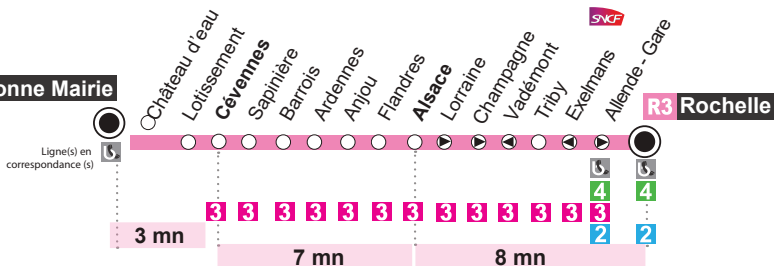 SNCF
Château d'eau
Lotissement
Cévennes
Sapinière
Barrois
Ardennes
Anjou
Flandres
Alsace
Lorraine
Champagne
Vadémont
Triby
Exelmans
Allende - Gare
onne Mairie
R3 Rochelle
Ligne(s) en
correspondance (s)
4 4
3 3 3 3 3 3 3 3 3 3 3 3 3
2 2
3 mn
7 mn 8 mn